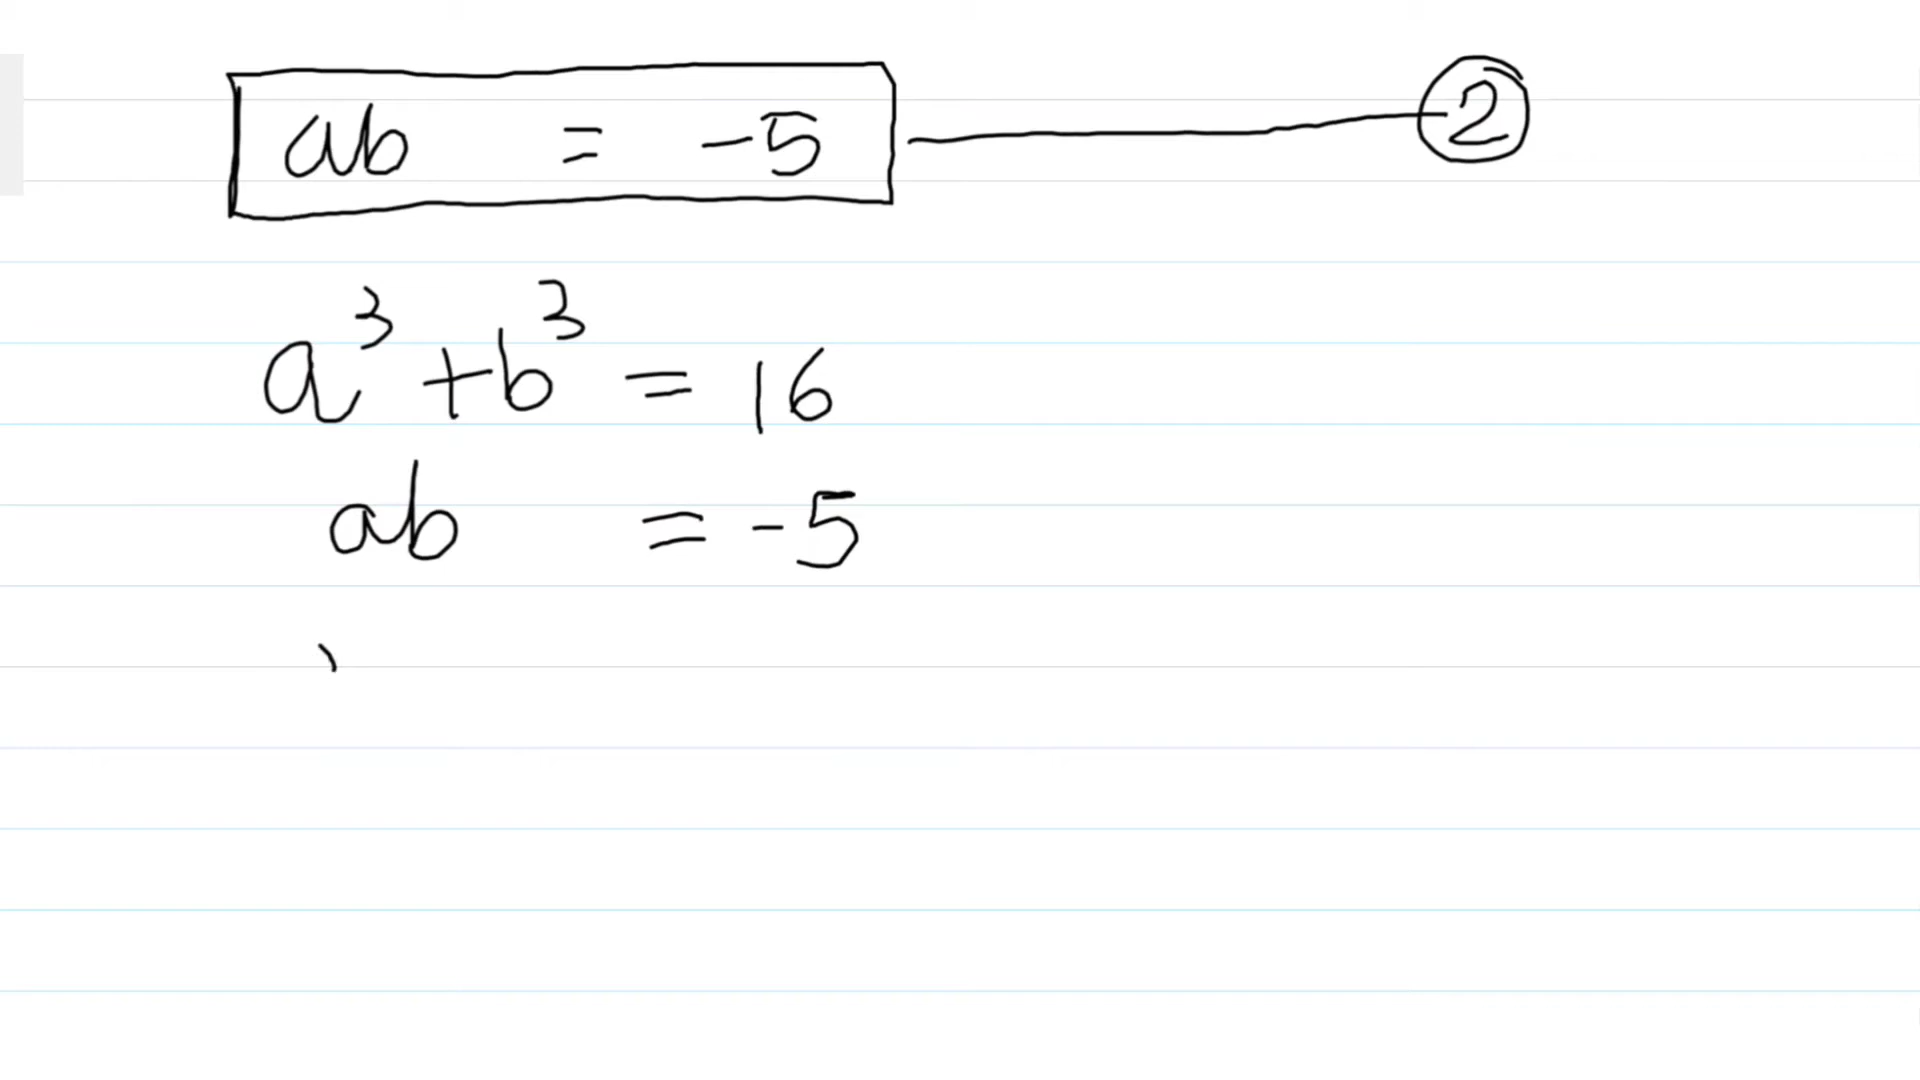 ab = -5 ② 
a³ + b³ = 16
ab = -5